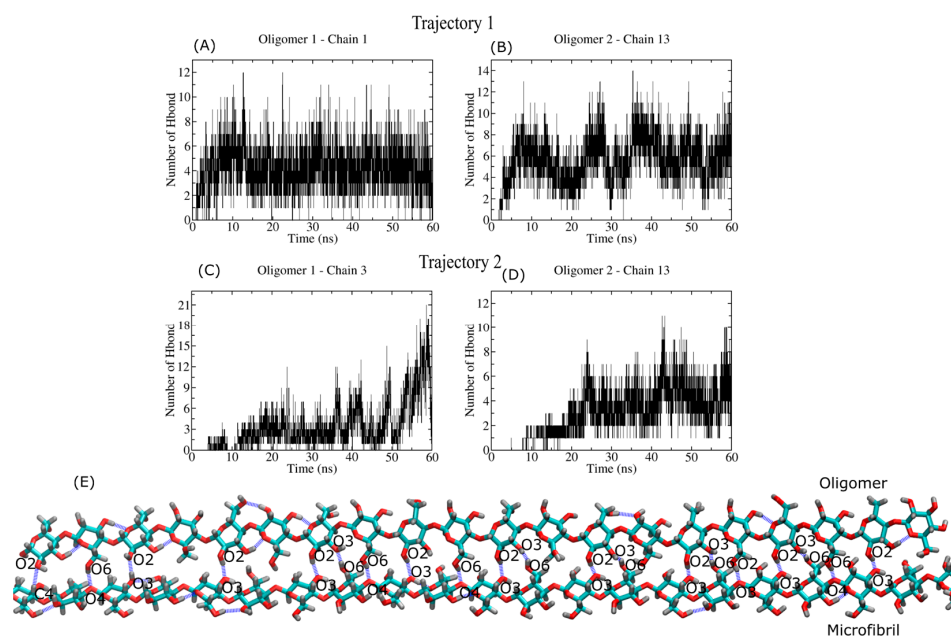 Trajectory 1
(A) Oligomer 1 - Chain 1
(B) Oligomer 2 - Chain 13
Number of Hbond
12
10
8
6
4
2
0
0 10 20 30 40 50 60
Time (ns)
Number of Hbond
14
12
10
8
6
4
2
0
0 10 20 30 40 50 60
Time (ns)
Trajectory 2
(C) Oligomer 1 - Chain 3
(D) Oligomer 2 - Chain 13
Number of Hbond
21
18
15
12
9
6
3
0
0 10 20 30 40 50 60
Time (ns)
Number of Hbond
12
10
8
6
4
2
0
0 10 20 30 40 50 60
Time (ns)
(E)
Oligomer
O2 O6 O2 O2 O2 O3 O6 O6 O3 O2 O2 O3 O6 O2 O3 O6 O2 O3 O6 O2 O2 O3 O6 O2
C4 O4 O3 O3 O3 O3 O4 O3 O3 O3 O3 O4 O3
Microfibril